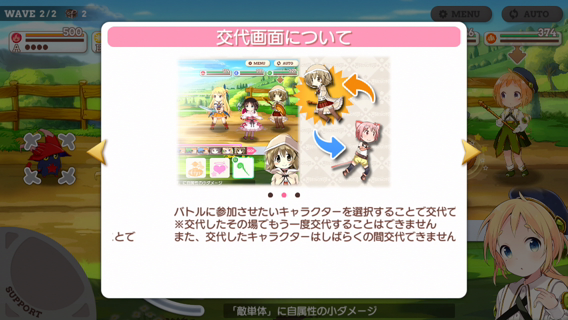 WAVE 2/2 2
MENU
AUTO
500
374
交代画面について
MENU
AUTO
バトルに参加させたいキャラクターを選択することで交代で
※交代したその場でもう一度交代することはできません
ことで
また、交代したキャラクターはしばらくの間交代できません
SUPPORT
「敵単体」に自属性の小ダメージ